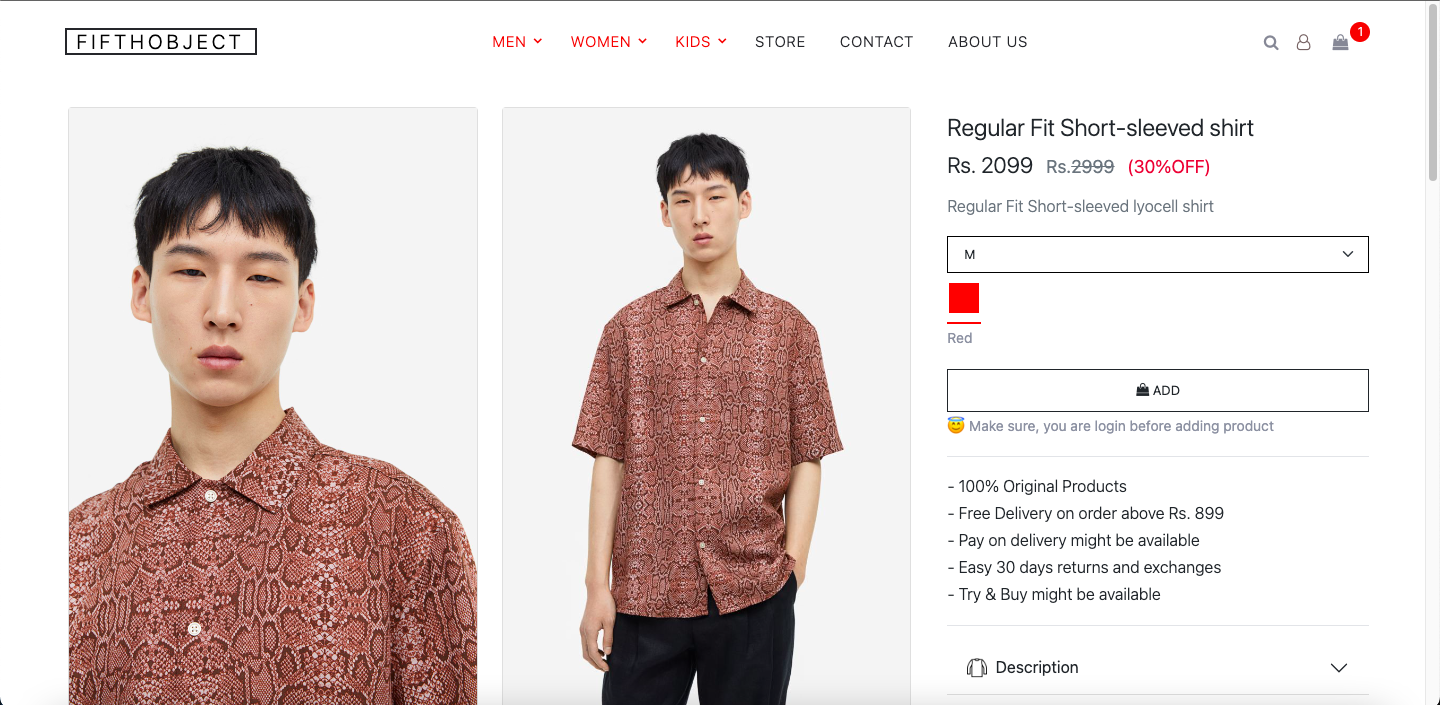 FIFTHOBJECT
MEN WOMEN KIDS STORE CONTACT ABOUT US
1
Regular Fit Short-sleeved shirt
Rs. 2099 Rs.2999 (30%OFF)
Regular Fit Short-sleeved lyocell shirt
M
Red
ADD
😇 Make sure, you are login before adding product
- 100% Original Products
- Free Delivery on order above Rs. 899
- Pay on delivery might be available
- Easy 30 days returns and exchanges
- Try & Buy might be available
Description